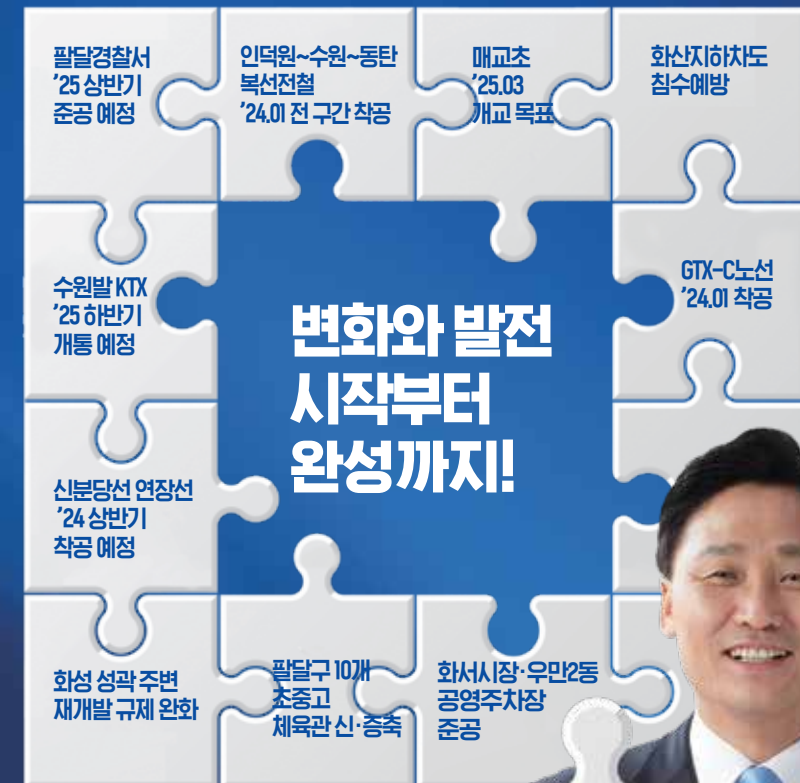 팔달경찰서
'25 상반기
준공 예정
인덕원~수원~동탄
복선전철
'24.01 전 구간 착공
매교초
'25.03
개교 목표
화산지하차도
침수예방
수원발 KTX
'25 하반기
개통 예정
GTX-C노선
'24.01 착공
변화와 발전
시작부터
완성까지!
신분당선 연장선
'24 상반기
착공 예정
화성 성곽 주변
재개발 규제 완화
팔달구 10개
초중고
체육관 신·증축
화서시장·우만2동
공영주차장
준공